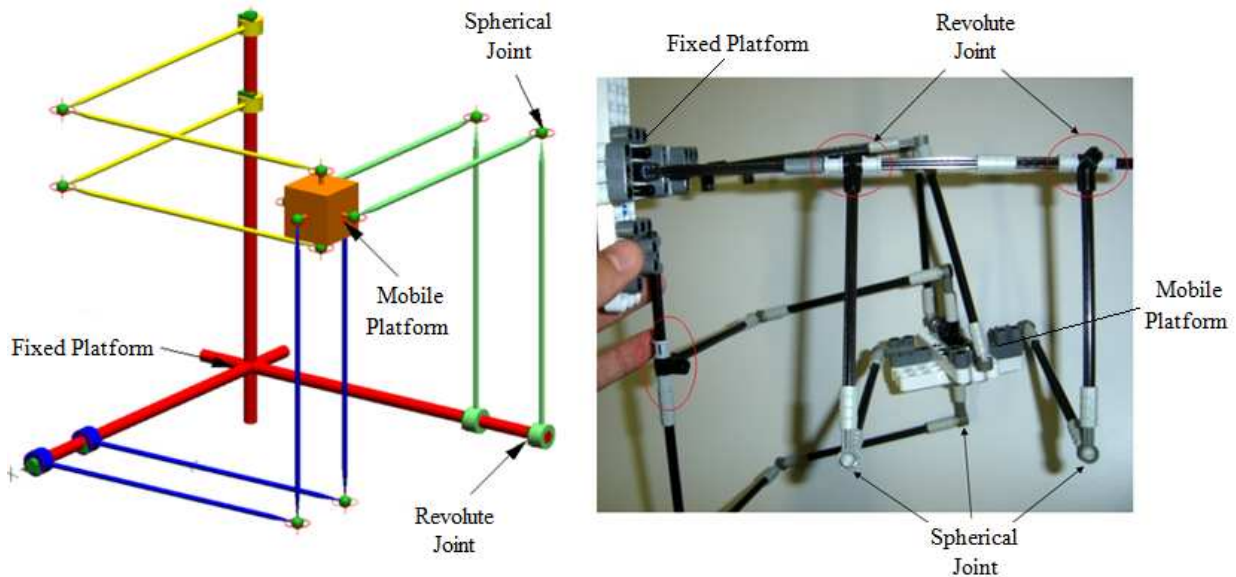 Spherical
Joint
Mobile
Platform
Fixed Platform
X
Revolute
Joint
Fixed Platform
Revolute
Joint
Mobile
Platform
Spherical
Joint